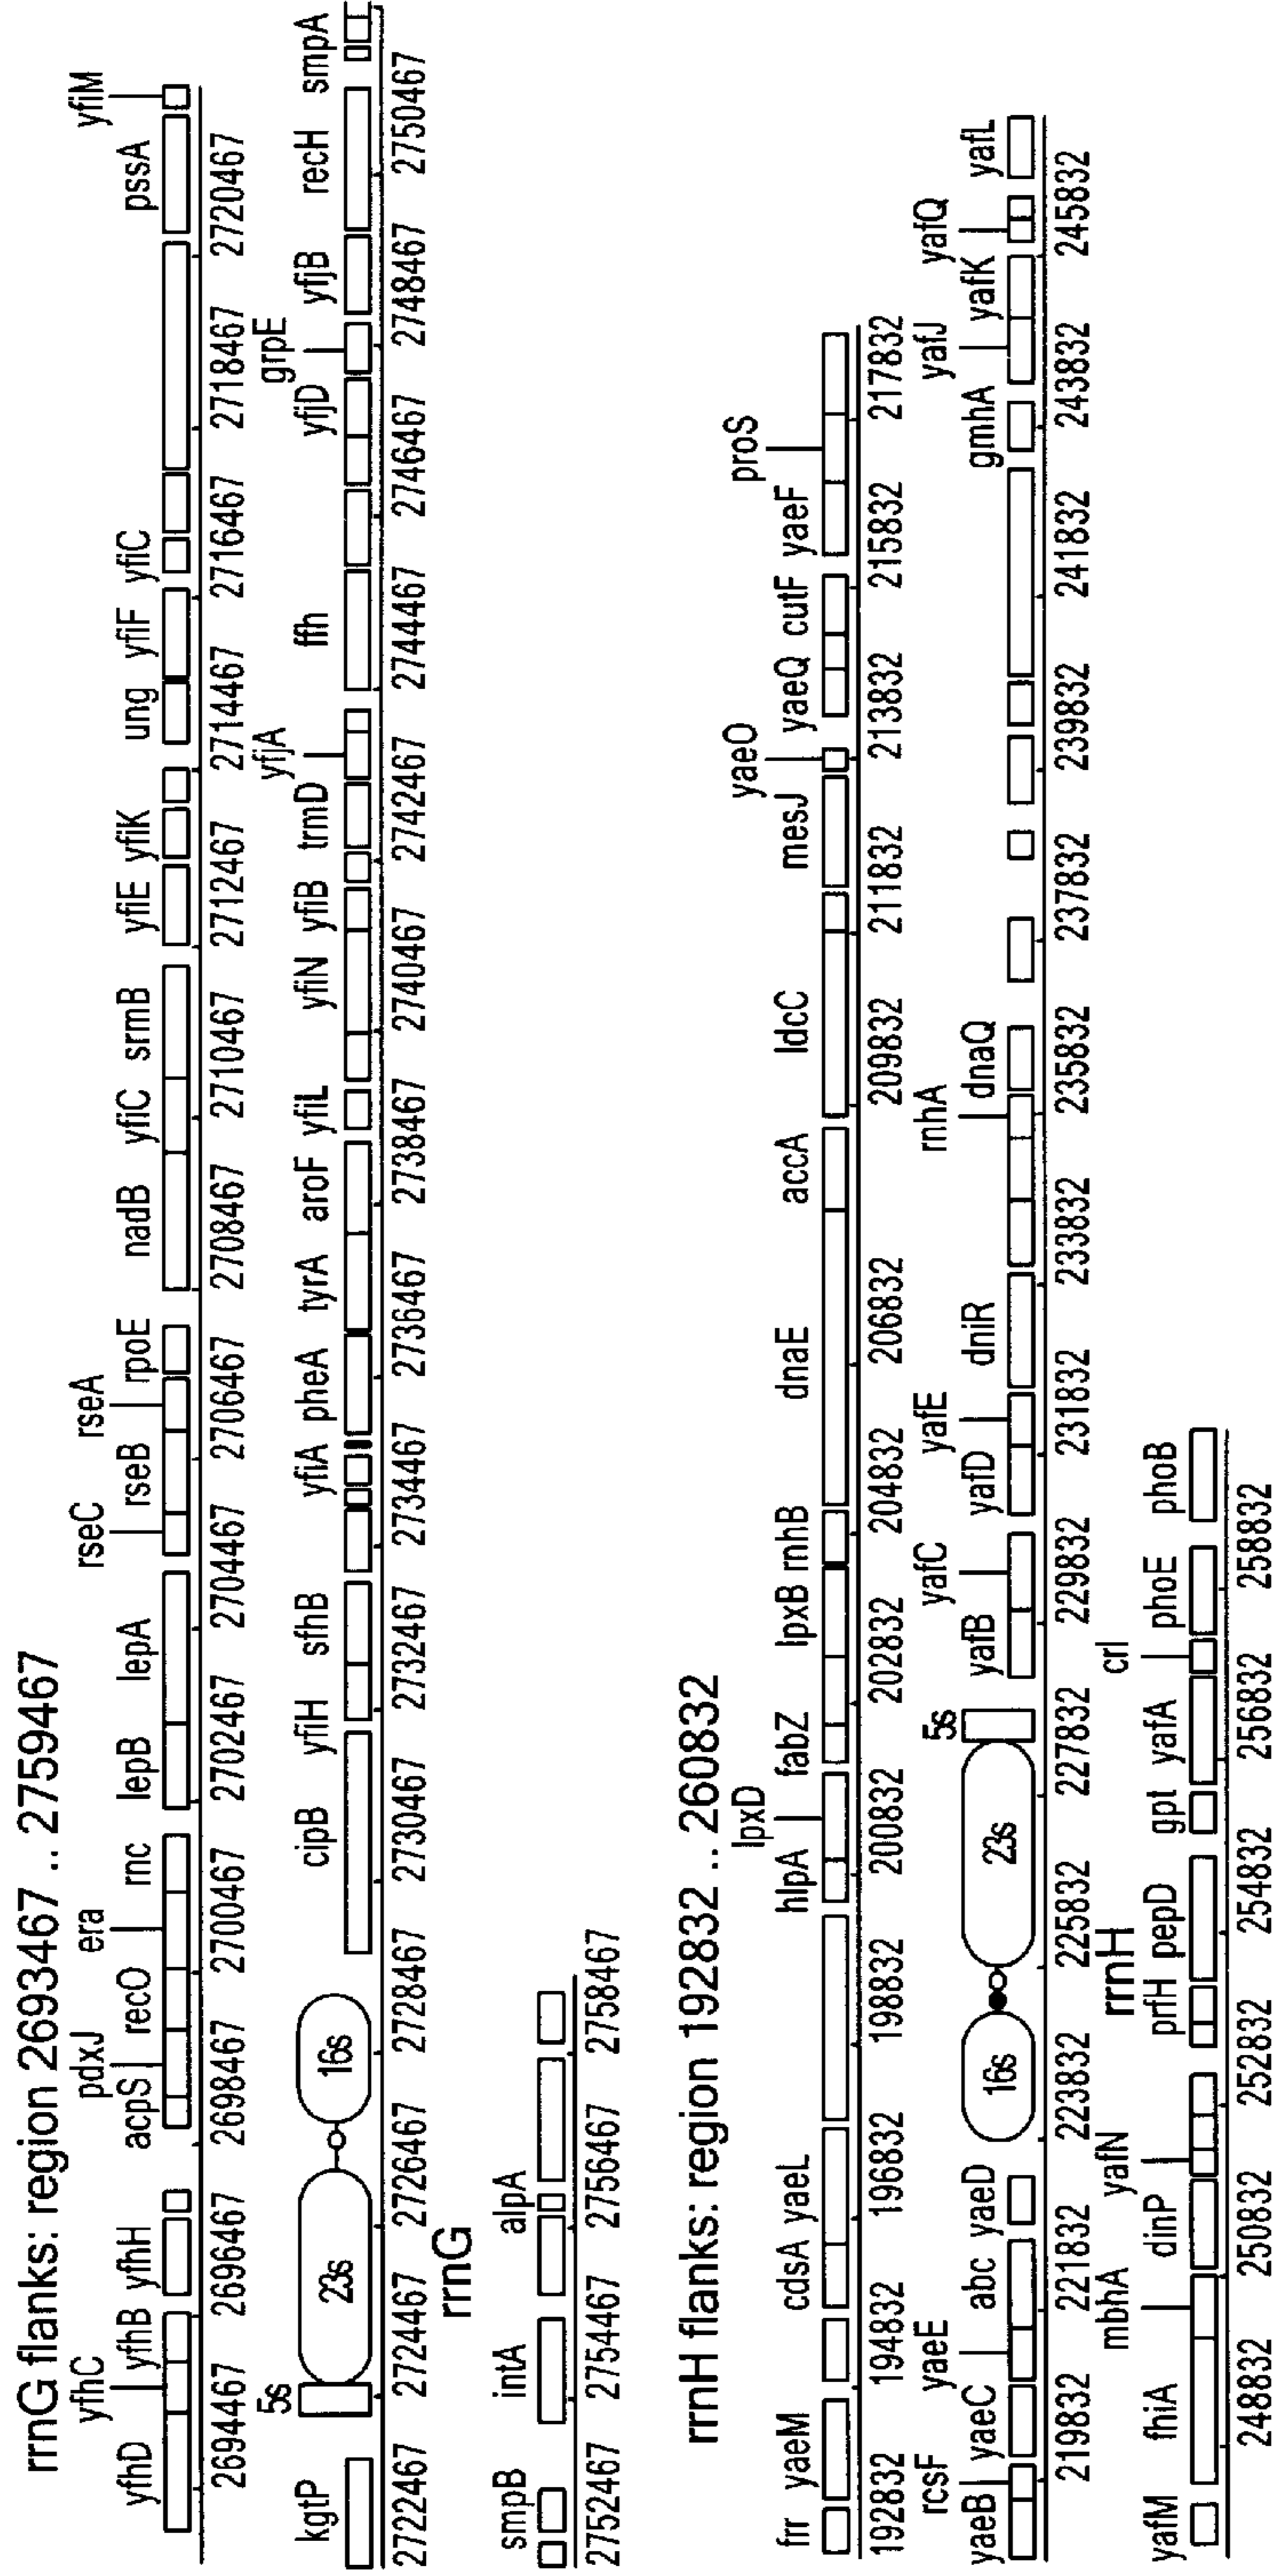 rrnG flanks: region 2693467 .. 2759467
yfhC pdxJ era rseC rseA yfiM
yfhD yfhB yfhH acpS recO rnc lepB lepA rseB rpoE nadB yfiC srmB yfiE yfiK ung yfiF yfiC pssA
2694467 2696467 2698467 2700467 2702467 2704467 2706467 2708467 2710467 2712467 2714467 2716467 2718467 2720467
5s yfjA grpE
kgtP cipB yfiH sfhB yfiA pheA tyrA aroF yfiL yfiN yfiB trmD ffh yfjD yfjB recH smpA
23s 16s
2722467 2724467 2726467 2728467 2730467 2732467 2734467 2736467 2738467 2740467 2742467 2744467 2746467 2748467 2750467
rrnG
smpB intA alpA
2752467 2754467 2756467 2758467
rrnH flanks: region 192832 .. 260832
lpxD yaeO proS
frr yaeM cdsA yaeL hlpA fabZ lpxB rnhB dnaE accA ldcC mesJ yaeQ cutF yaeF
192832 194832 196832 198832 200832 202832 204832 206832 209832 211832 213832 215832 217832
rcsF yaeE 5s yafC yafE rnhA yafJ yafQ
yaeB yaeC abc yaeD yafB yafD dniR dnaQ gmhA yafK yafL
16s 23s
219832 221832 223832 225832 227832 229832 231832 233832 235832 237832 239832 241832 243832 245832
rrnH
mbhA yafN crl
yafM fhiA dinP prfH pepD gpt yafA phoE phoB
248832 250832 252832 254832 256832 258832